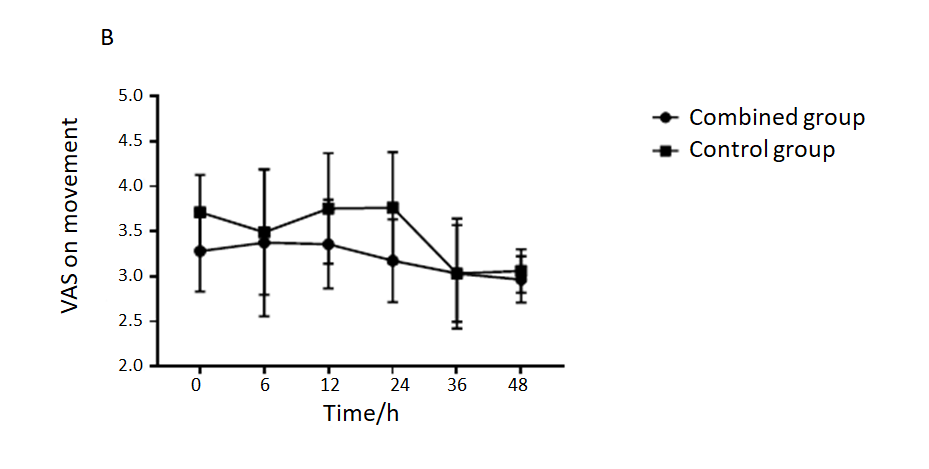 B
5.0
4.5
4.0
3.5
3.0
2.5
2.0
VAS on movement
0 6 12 24 36 48
Time/h
Combined group
Control group